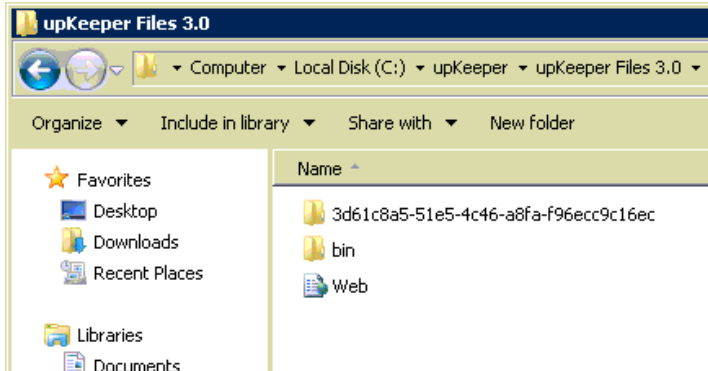 upKeeper Files 3.0
Computer Local Disk (C:) upKeeper upKeeper Files 3.0
Organize Include in library Share with New folder
Favorites
Desktop
Downloads
Recent Places
Libraries
Documents
Name
3d61c8a5-51e5-4c46-a8fa-f96ecc9c16ec
bin
Web